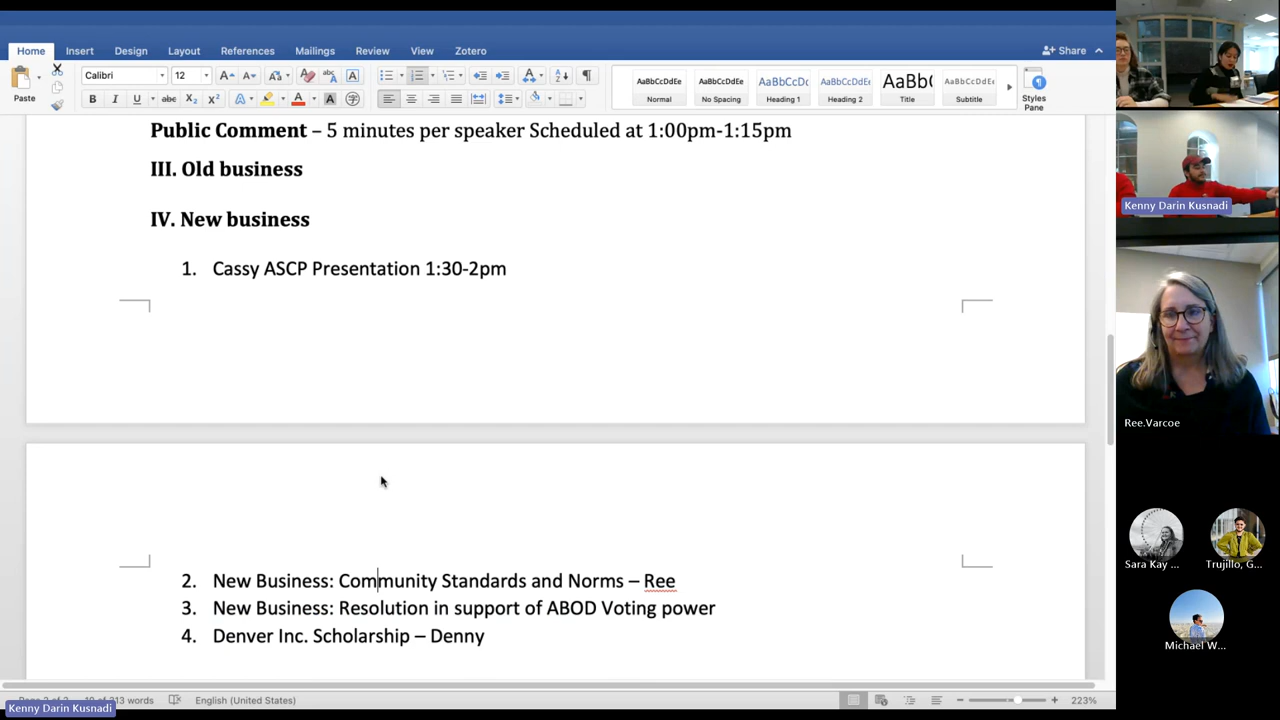 Home Insert Design Layout References Mailings Review View Zotero Share
Calibri 12
Paste
AaBbCcDdEe AaBbCcDdEe AaBbCcDc AaBbCcDdEe AaBb( AaBbCcDdEe
Normal No Spacing Heading 1 Heading 2 Title Subtitle
Styles
Pane
Public Comment – 5 minutes per speaker Scheduled at 1:00pm-1:15pm
III. Old business
IV. New business
1. Cassy ASCP Presentation 1:30-2pm
2. New Business: Community Standards and Norms – Ree
3. New Business: Resolution in support of ABOD Voting power
4. Denver Inc. Scholarship – Denny
English (United States)
223%
Kenny Darin Kusnadi
Kenny Darin Kusnadi
Ree.Varcoe
Sara Kay ...
Trujillo, G...
Michael W...